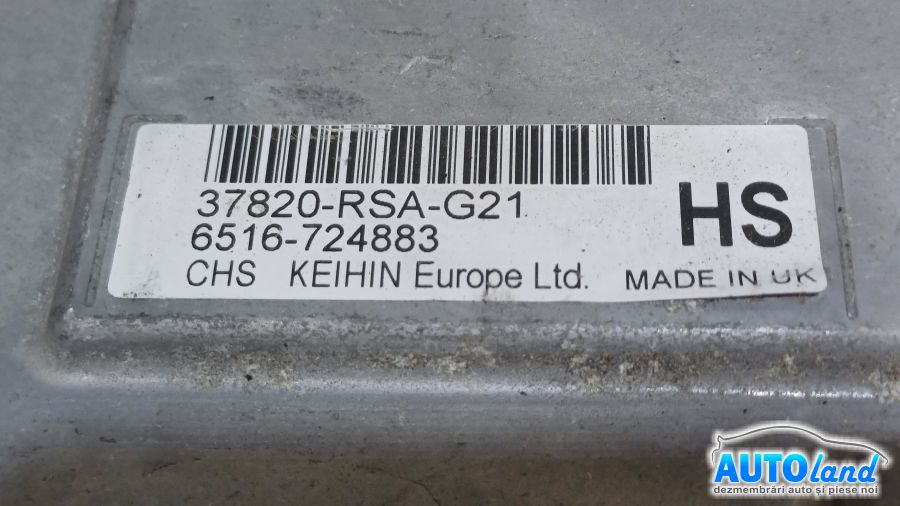 37820-RSA-G21
6516-724883
HS
CHS KEIHIN Europe Ltd. MADE IN UK
AUTOland
dezmembrări auto și piese noi